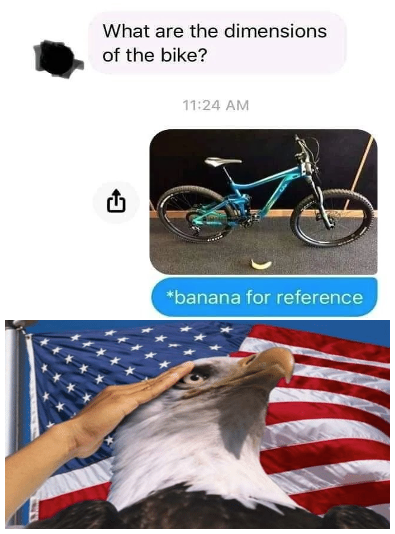 What are the dimensions
of the bike?
11:24 AM
*banana for reference